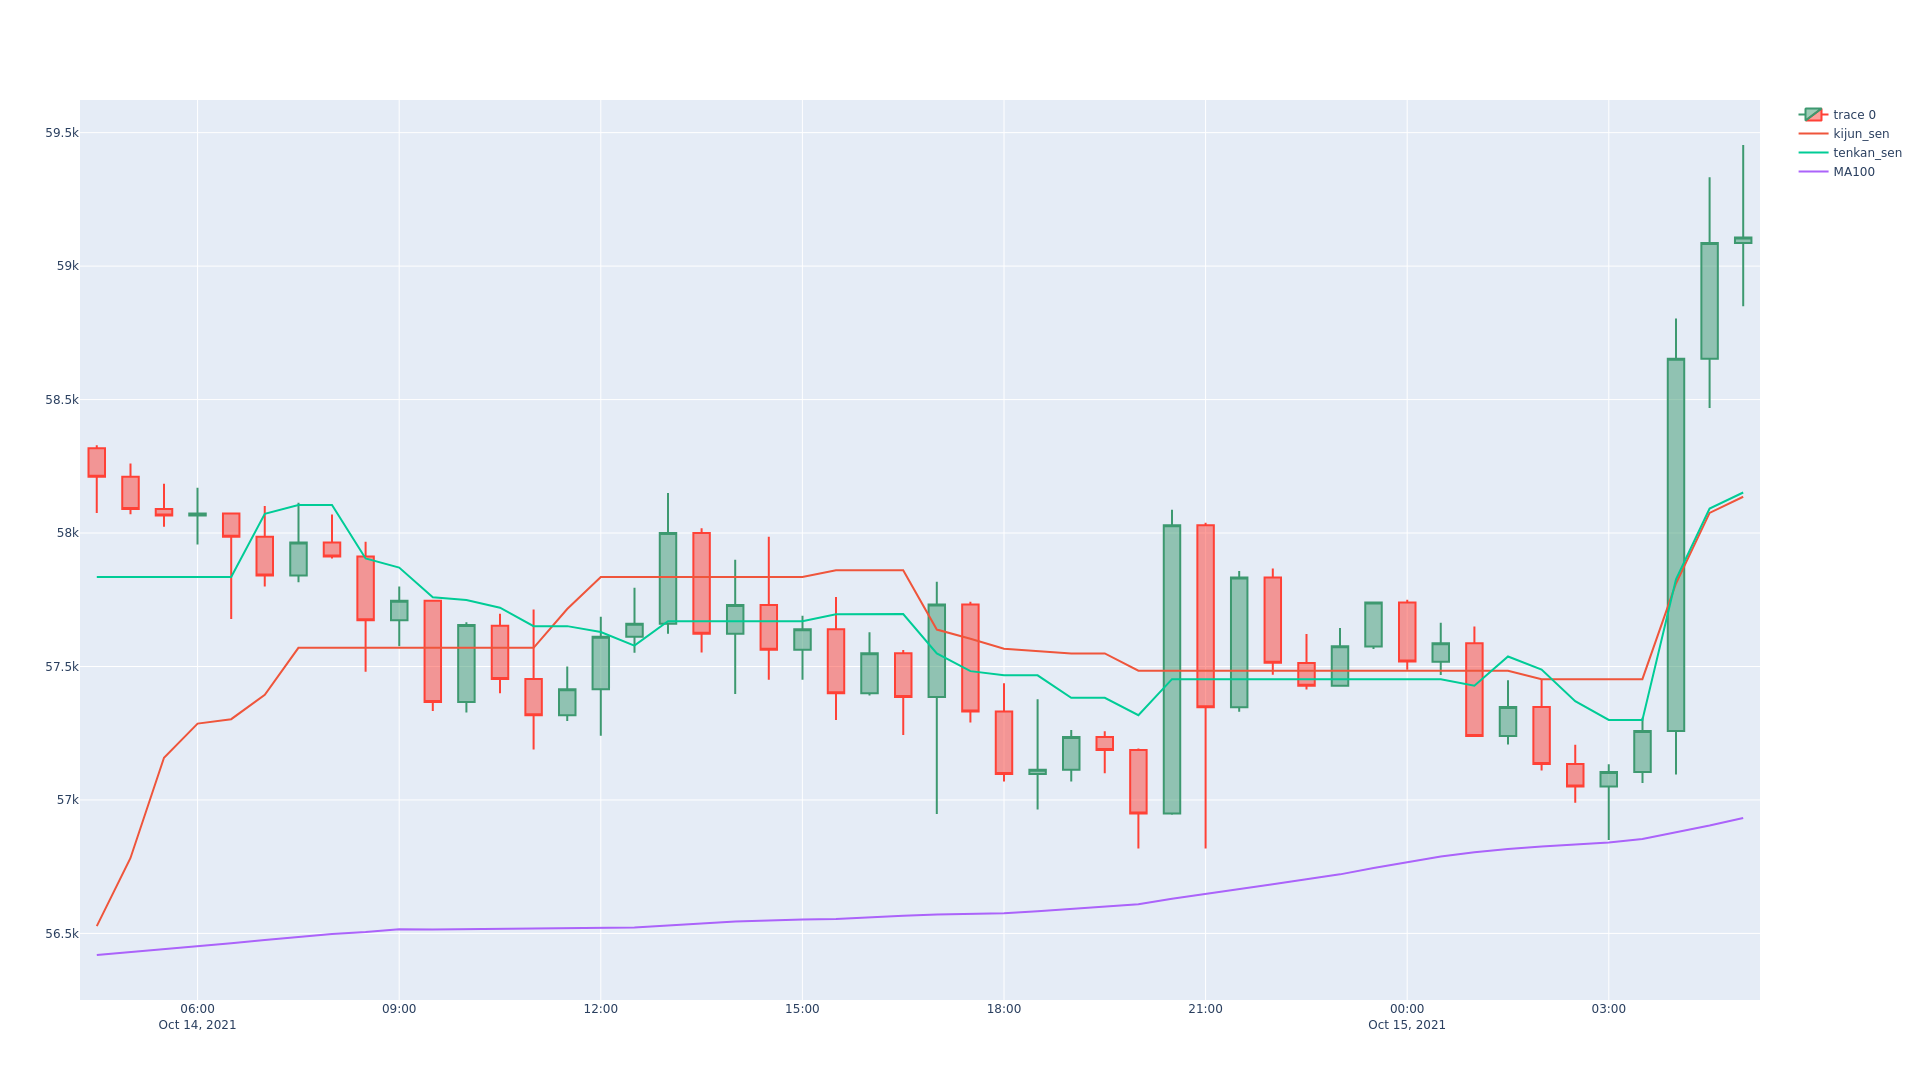 59.5k
59k
58.5k
58k
57.5k
57k
56.5k
06:00
Oct 14, 2021
09:00
12:00
15:00
18:00
21:00
00:00
Oct 15, 2021
03:00
trace 0
kijun_sen
tenkan_sen
MA100